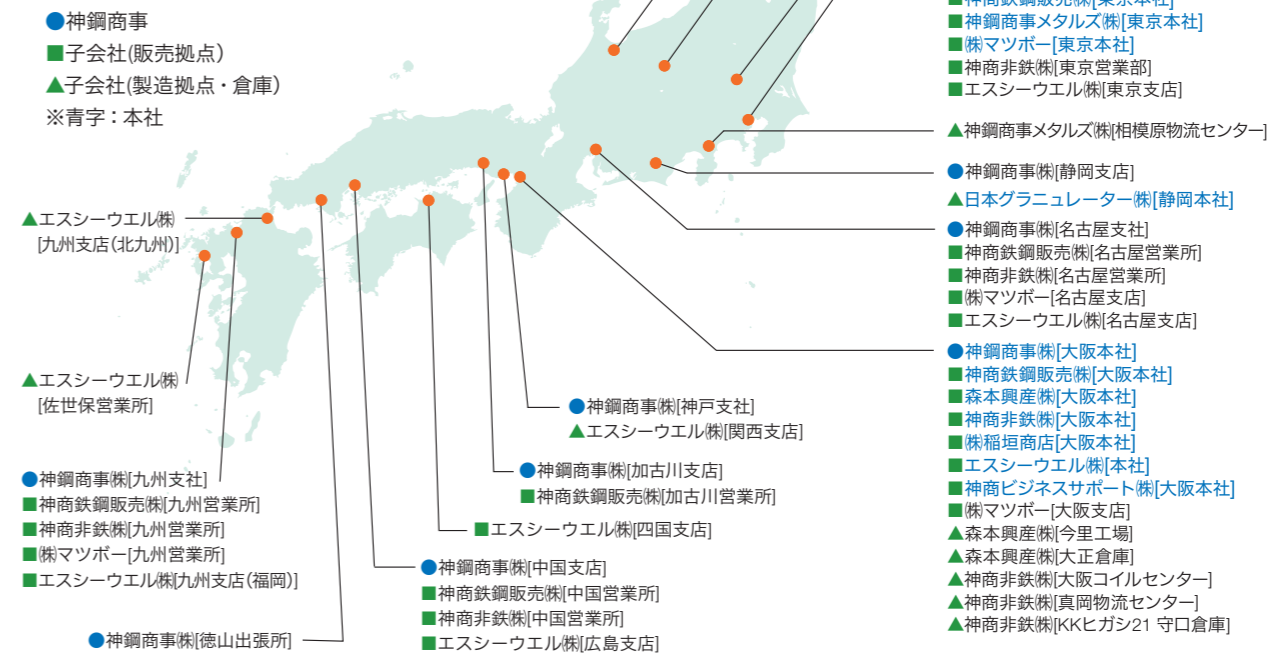 ●神鋼商事
■子会社(販売拠点)
▲子会社(製造拠点・倉庫)
※青字：本社
▲エスシーウエル㈱
[九州支店(北九州)]
▲エスシーウエル㈱
[佐世保営業所]
●神鋼商事㈱[九州支社]
■神商鉄鋼販売㈱[九州営業所]
■神商非鉄㈱[九州営業所]
■㈱マツボー[九州営業所]
■エスシーウエル㈱[九州支店(福岡)]
●神鋼商事㈱[徳山出張所]
●神鋼商事㈱[中国支店]
■神商鉄鋼販売㈱[中国営業所]
■神商非鉄㈱[中国営業所]
■エスシーウエル㈱[広島支店]
■エスシーウエル㈱[四国支店]
●神鋼商事㈱[加古川支店]
■神商鉄鋼販売㈱[加古川営業所]
●神鋼商事㈱[神戸支社]
▲エスシーウエル㈱[関西支店]
■神商鉄鋼販売㈱[東京本社]
■神鋼商事メタルズ㈱[東京本社]
■㈱マツボー[東京本社]
■神商非鉄㈱[東京営業部]
■エスシーウエル㈱[東京支店]
▲神鋼商事メタルズ㈱[相模原物流センター]
●神鋼商事㈱[静岡支店]
▲日本グラニュレーター㈱[静岡本社]
●神鋼商事㈱[名古屋支社]
■神商鉄鋼販売㈱[名古屋営業所]
■神商非鉄㈱[名古屋営業所]
■㈱マツボー[名古屋支店]
■エスシーウエル㈱[名古屋支店]
●神鋼商事㈱[大阪本社]
■神商鉄鋼販売㈱[大阪本社]
■森本興産㈱[大阪本社]
■神商非鉄㈱[大阪本社]
■㈱稲垣商店[大阪本社]
■エスシーウエル㈱[本社]
■神商ビジネスサポート㈱[大阪本社]
■㈱マツボー[大阪支店]
▲森本興産㈱[今里工場]
▲森本興産㈱[大正倉庫]
▲神商非鉄㈱[大阪コイルセンター]
▲神商非鉄㈱[真岡物流センター]
▲神商非鉄㈱[KKヒガシ21 守口倉庫]